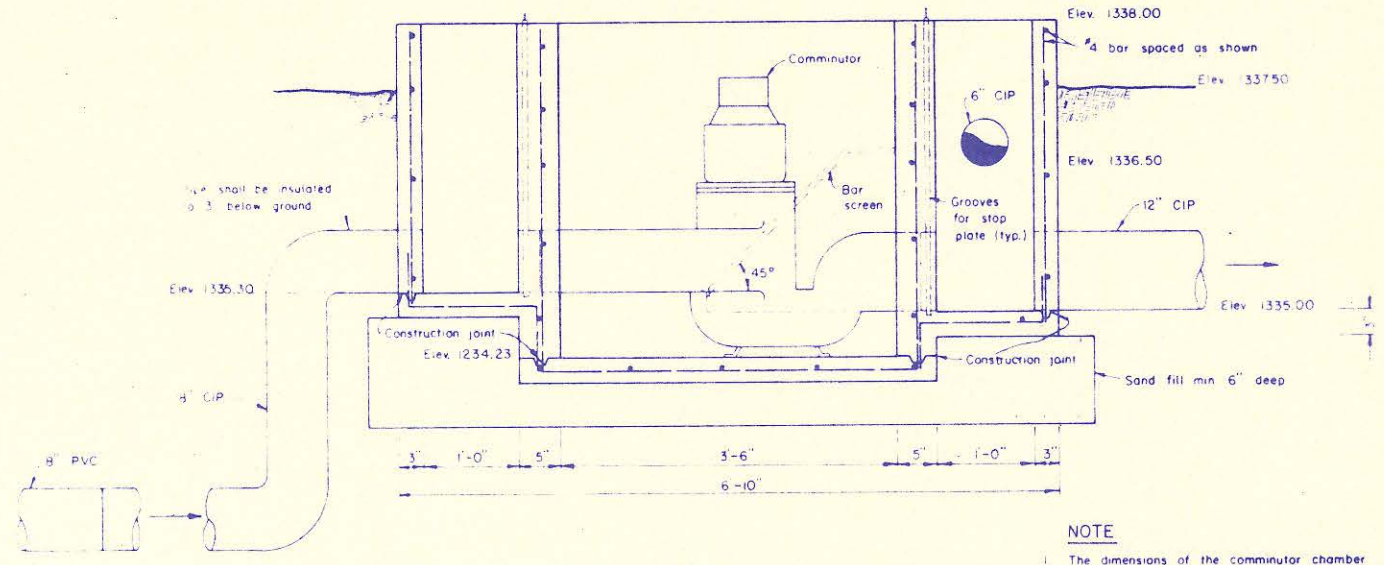 Elev. 1338.00
#4 bar spaced as shown
Comminutor
Elev 1337.50
6" CIP
Elev 1336.50
shall be insulated
3' below ground
Bar
screen
Grooves
for stop
plate (typ.)
12" CIP
45°
Elev. 1335.30
Elev 1335.00
Construction joint
Elev. 1234.23
Construction joint
Sand fill min 6" deep
8" CIP
8" PVC
3" 1'-0" 5" 3'-6" 5" 1'-0" 3"
6'-10"
NOTE
The dimensions of the comminutor chamber